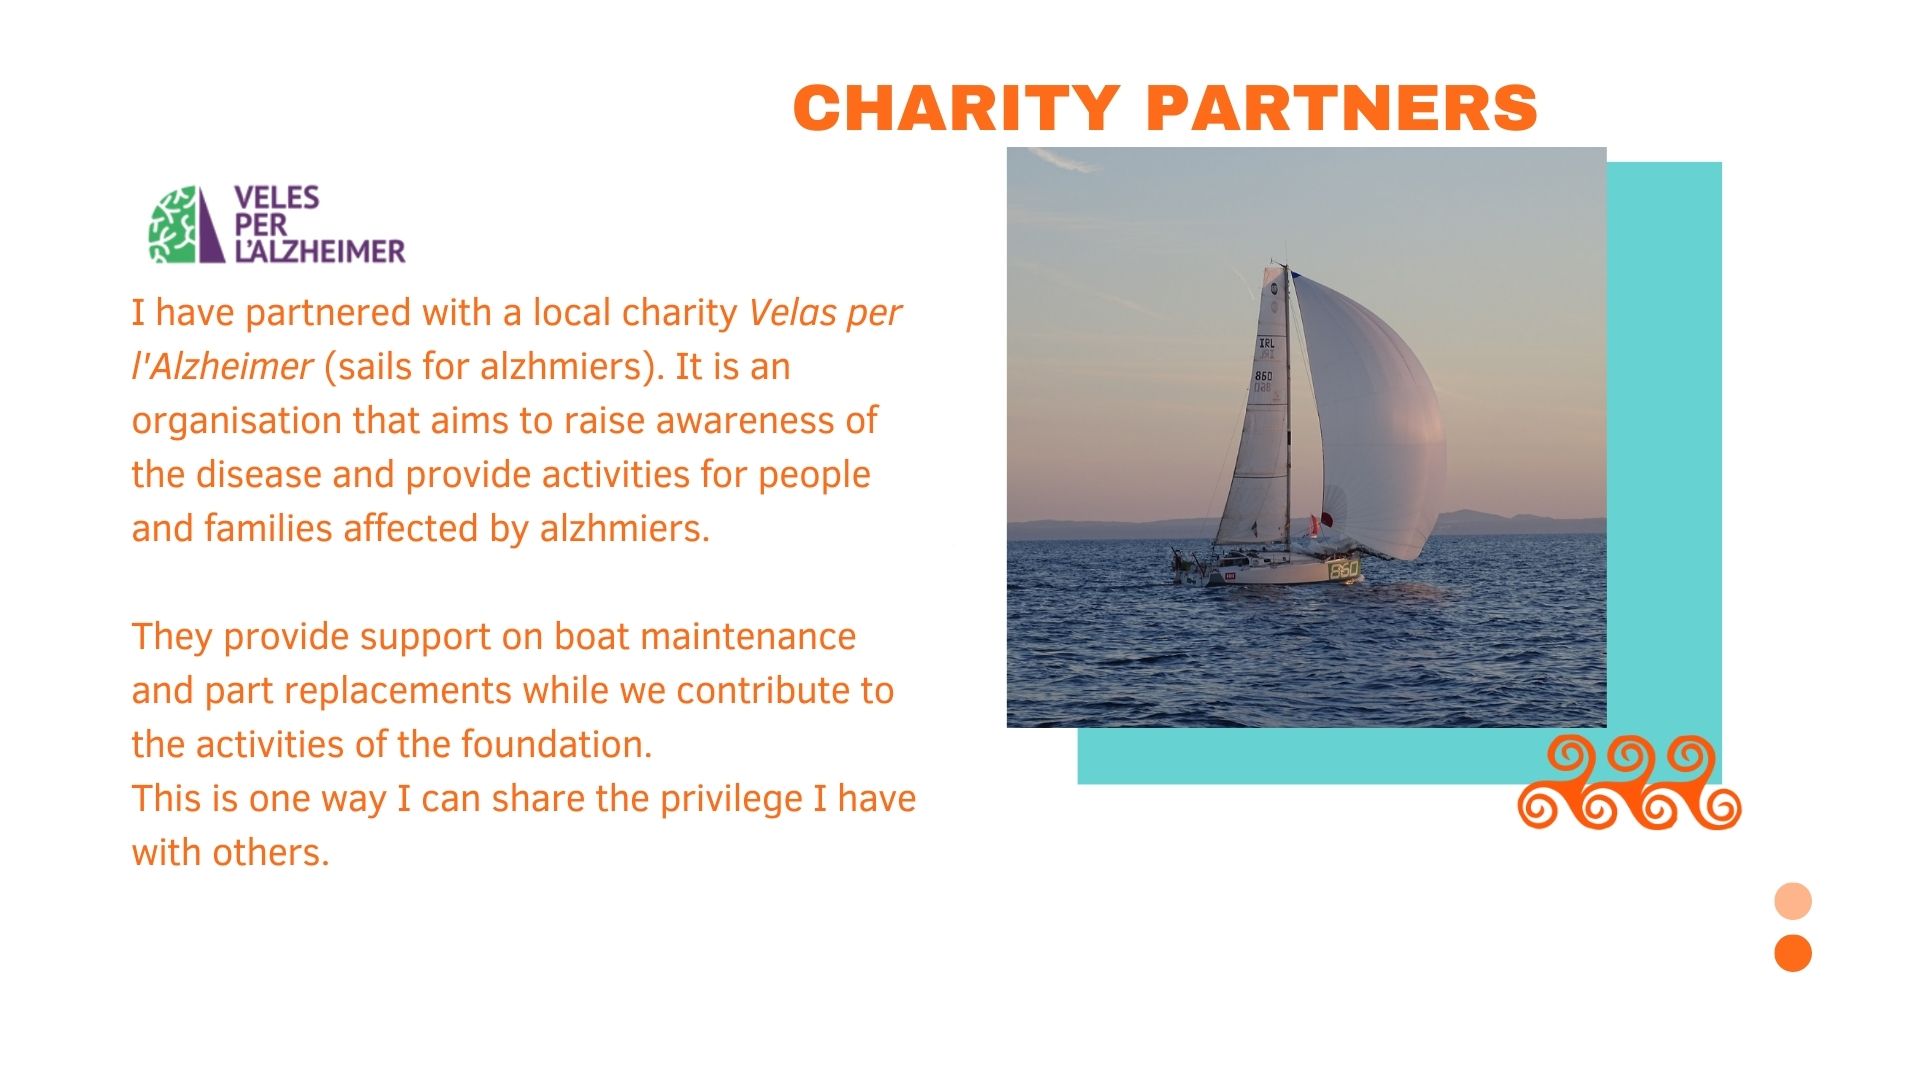 CHARITY PARTNERS
VELES
PER
L'ALZHEIMER
I have partnered with a local charity Velas per
l'Alzheimer (sails for alzhmiers). It is an
organisation that aims to raise awareness of
the disease and provide activities for people
and families affected by alzhmiers.
They provide support on boat maintenance
and part replacements while we contribute to
the activities of the foundation.
This is one way I can share the privilege I have
with others.
IRL
860
860